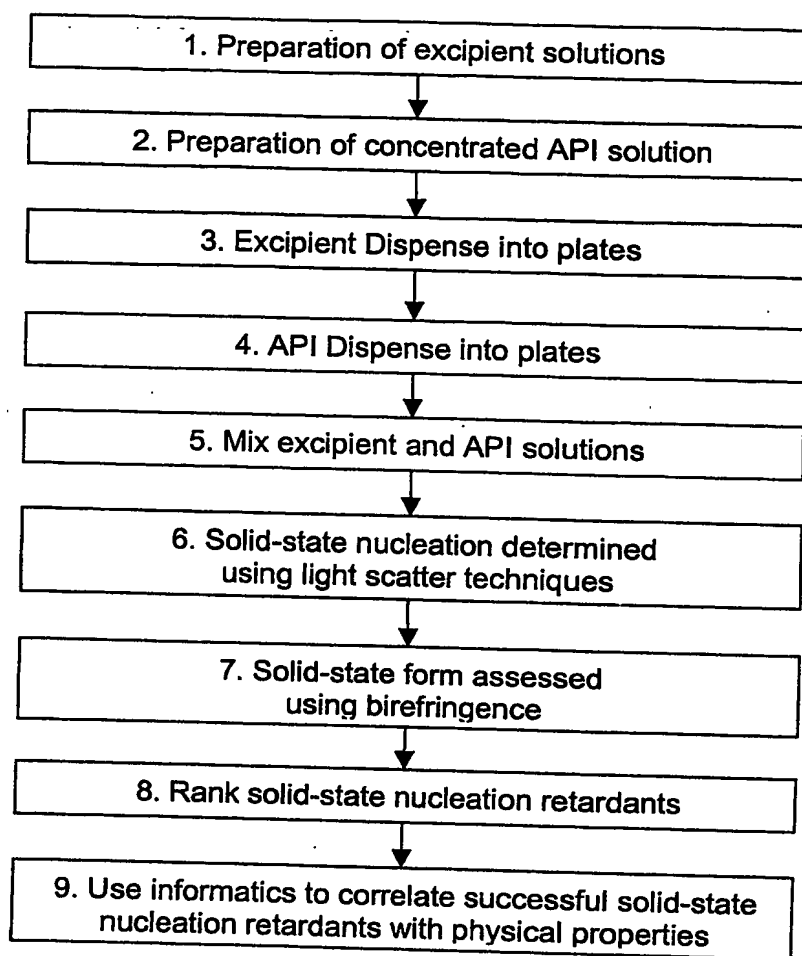 1. Preparation of excipient solutions
2. Preparation of concentrated API solution
3. Excipient Dispense into plates
4. API Dispense into plates
5. Mix excipient and API solutions
6. Solid-state nucleation determined
using light scatter techniques
7. Solid-state form assessed
using birefringence
8. Rank solid-state nucleation retardants
9. Use informatics to correlate successful solid-state
nucleation retardants with physical properties